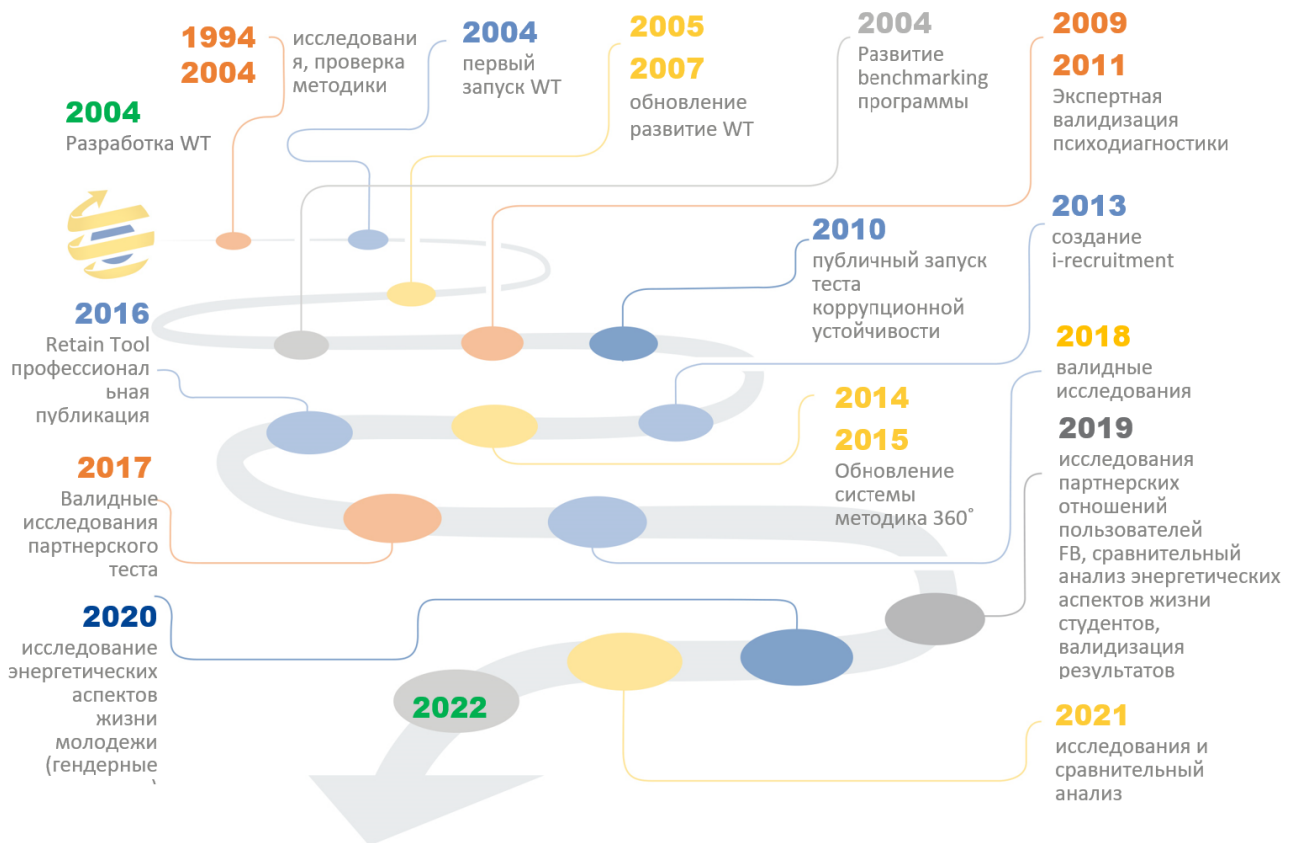 1994
2004
исследовани
я, проверка
методики
2004
первый
запуск WT
2005
2007
обновление
развитие WT
2004
Развитие
benchmarking
программы
2009
2011
Экспертная
валидизация
психодиагностики
2004
Разработка WT
2013
создание
i-recruitment
2010
публичный запуск
теста
коррупционной
устойчивости
2016
Retain Tool
профессионал
ьная
публикация
2018
валидные
исследования
2014
2015
Обновление
системы
методика 360˚
2019
исследования
партнерских
отношений
пользователей
FB, сравнительный
анализ энергетических
аспектов жизни
студентов,
валидизация
результатов
2017
Валидные
исследования
партнерского
теста
2020
исследование
энергетических
аспектов
жизни
молодежи
(гендерные
2022
2021
исследования и
сравнительный
анализ